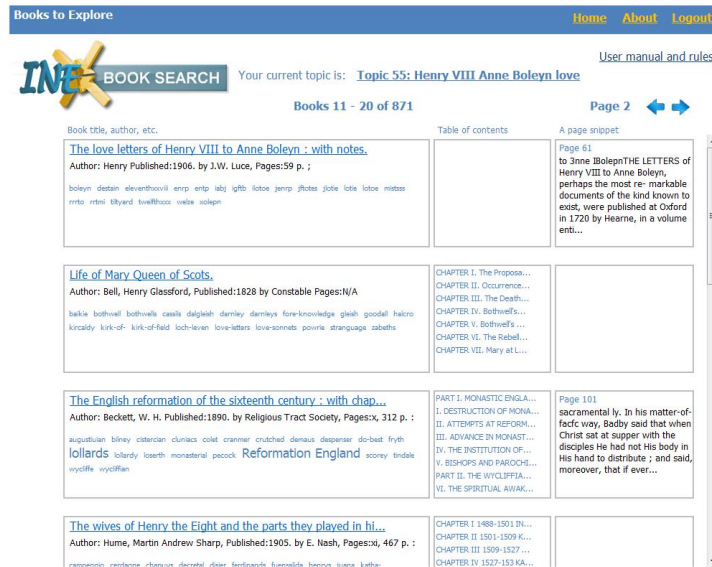 Books to Explore
Home About Logout
User manual and rules
INEX BOOK SEARCH
Your current topic is: Topic 55: Henry VIII Anne Boleyn love
Books 11 - 20 of 871
Page 2
Book title, author, etc.
Table of contents
A page snippet
The love letters of Henry VIII to Anne Boleyn : with notes.
Author: Henry Published:1906. by J.W. Luce, Pages:59 p. ;
boleyn destain eleventhxxviii enrp entp iabj igftb ilotoe jenrp jftotes jlotie lotie lotoe mistsss
rrrto rrtmi tiltyard twelfthxxx welze xolepn
Page 61
to 3nne IBolepnTHE LETTERS of
Henry VIII to Anne Boleyn,
perhaps the most re- markable
documents of the kind known to
exist, were published at Oxford
in 1720 by Hearne, in a volume
enti...
Life of Mary Queen of Scots.
Author: Bell, Henry Glassford, Published:1828 by Constable Pages:N/A
baikie bothwell bothwells cassils dalgleish darnley darnleys fore-knowledge gleish goodall halcro
kircaldy kirk-of- kirk-of-field loch-leven love-letters love-sonnets powrie stranguage zabeths
CHAPTER I. The Proposa...
CHAPTER II. Occurrence...
CHAPTER III. The Death...
CHAPTER IV. Bothwell's...
CHAPTER V. Bothwell's ...
CHAPTER VI. The Rebell...
CHAPTER VII. Mary at L...
The English reformation of the sixteenth century : with chap...
Author: Beckett, W. H. Published:1890. by Religious Tract Society, Pages:x, 312 p. :
augustiuian bilney cistercian cluniacs colet cranmer crutched demaus despenser do-best fryth
lollards lollardy loserth monasterial pecock Reformation England scorey tindale
wycliffe wycliffian
PART I. MONASTIC ENGLA...
I. DESTRUCTION OF MONA...
II. ATTEMPTS AT REFORM...
III. ADVANCE IN MONAST...
IV. THE INSTITUTION OF...
V. BISHOPS AND PAROCHI...
PART II. THE WYCLIFFIA...
VI. THE SPIRITUAL AWAK...
Page 101
sacramental ly. In his matter-of-
facfc way, Badby said that when
Christ sat at supper with the
disciples He had not His body in
His hand to distribute ; and said,
moreover, that if ever...
The wives of Henry the Eight and the parts they played in hi...
Author: Hume, Martin Andrew Sharp, Published:1905. by E. Nash, Pages:xi, 467 p. :
campeggio cerdagne chapuys decretal disier ferdinands fuensalida henrys juana
CHAPTER I 1488-1501 IN...
CHAPTER II 1501-1509 K...
CHAPTER III 1509-1527 ...
CHAPTER IV 1527-153 KA...